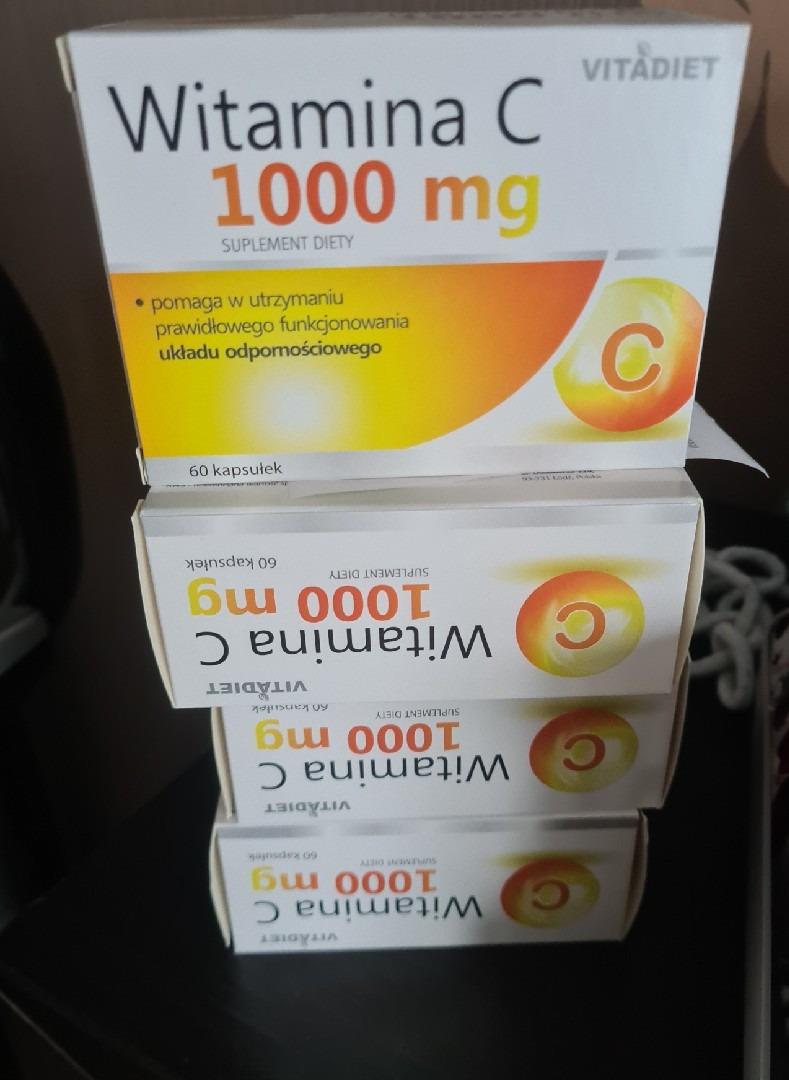 VITADIET
Witamina C
1000 mg
SUPLEMENT DIETY
• pomaga w utrzymaniu
prawidłowego funkcjonowania
układu odpornościowego
C
60 kapsułek
VITADIET
Witamina C
1000 mg
SUPLEMENT DIETY
60 kapsułek
C
VITADIET
Witamina C
1000 mg
SUPLEMENT DIETY
60 kapsułek
C
VITADIET
Witamina C
1000 mg
SUPLEMENT DIETY
60 kapsułek
C